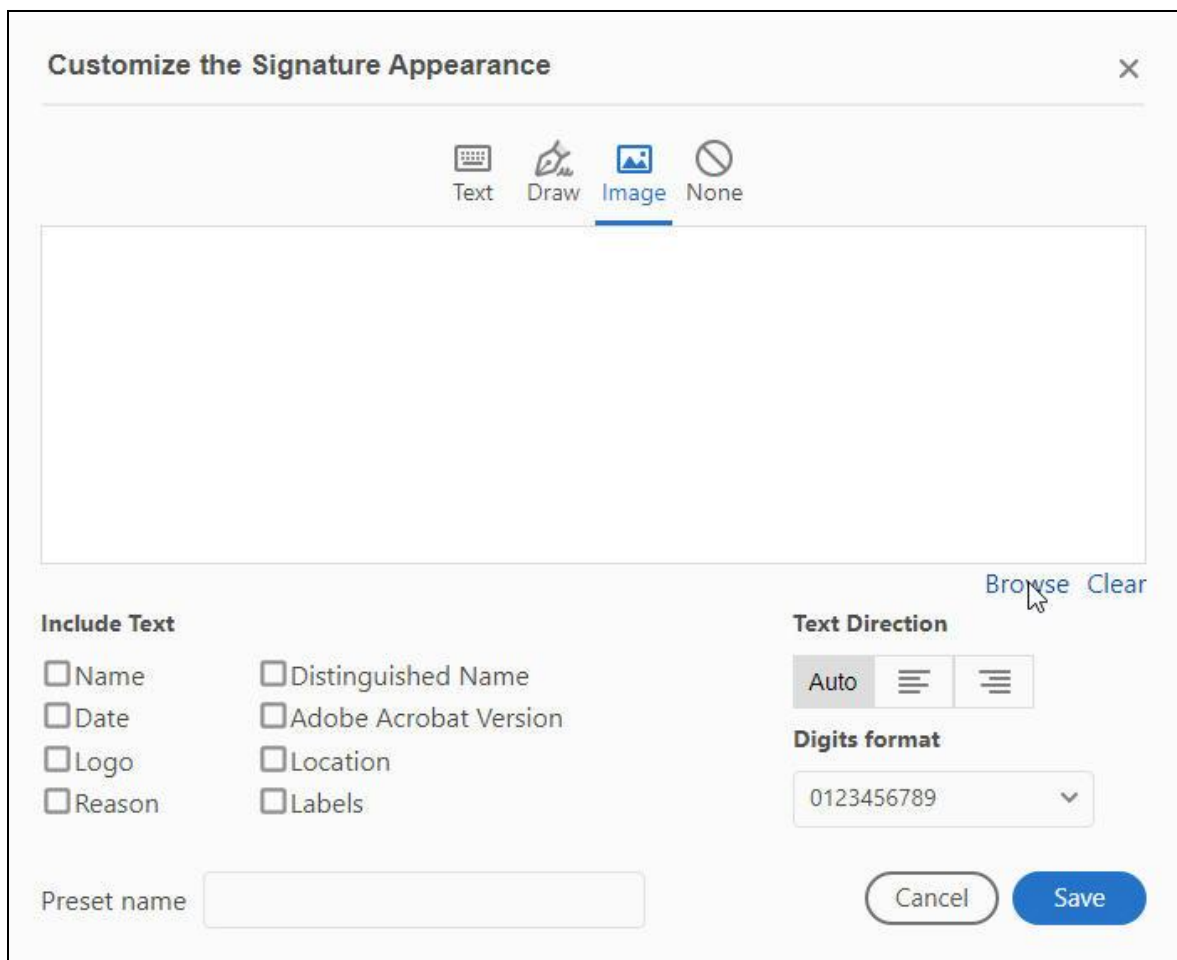 Customize the Signature Appearance
Text Draw Image None
Browse Clear
Include Text
Name Distinguished Name
Date Adobe Acrobat Version
Logo Location
Reason Labels
Text Direction
Auto
Digits format
0123456789
Preset name
Cancel Save